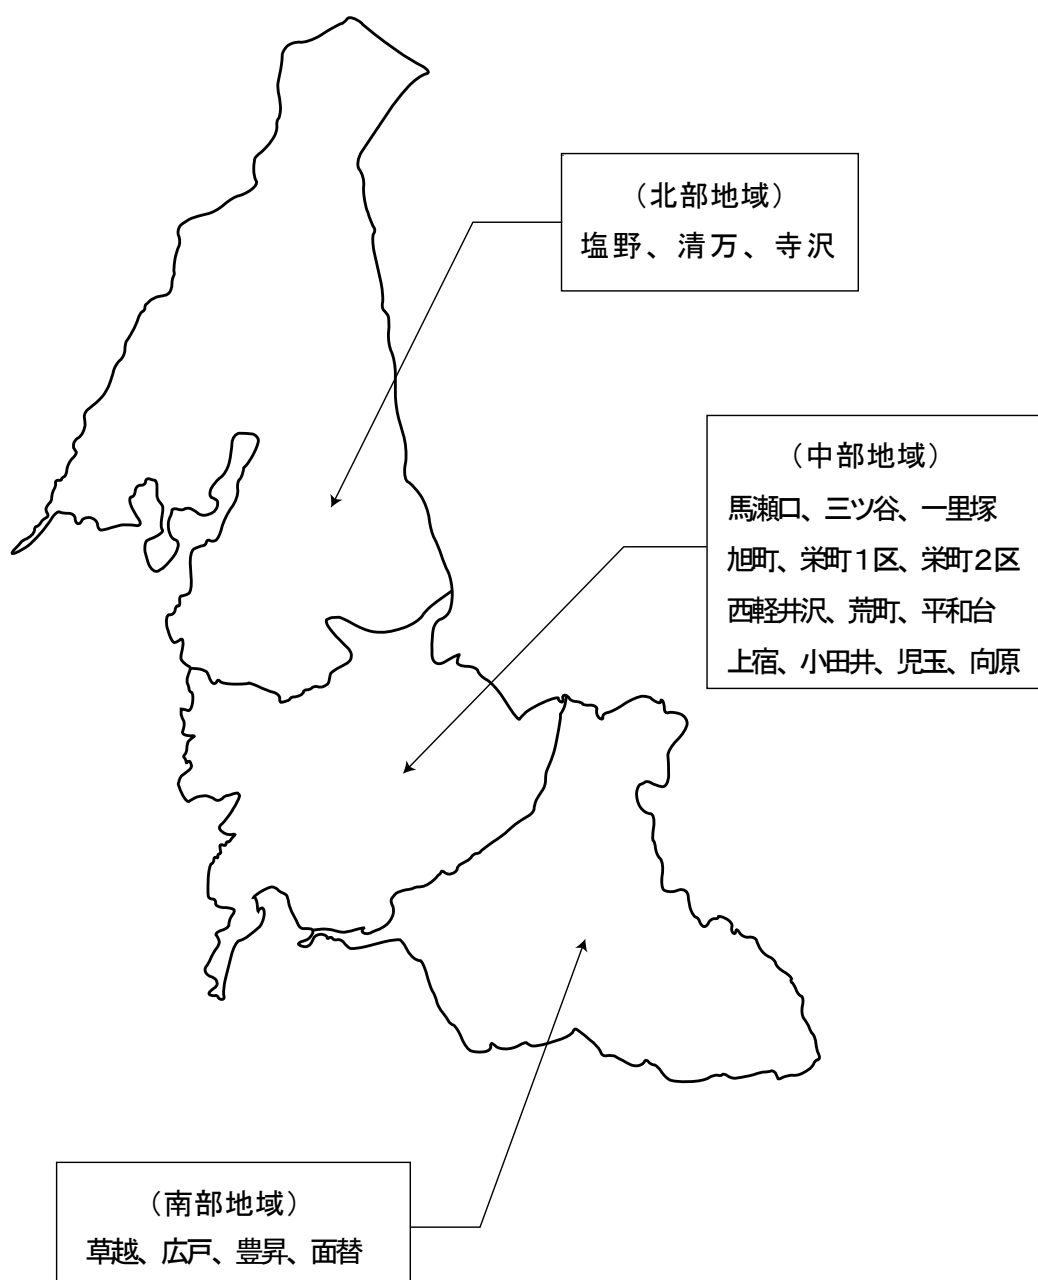 （北部地域）
塩野、清万、寺沢
（中部地域）
馬瀬口、三ツ谷、一里塚
旭町、栄町１区、栄町２区
西軽井沢、荒町、平和台
上宿、小田井、児玉、向原
（南部地域）
草越、広戸、豊昇、面替